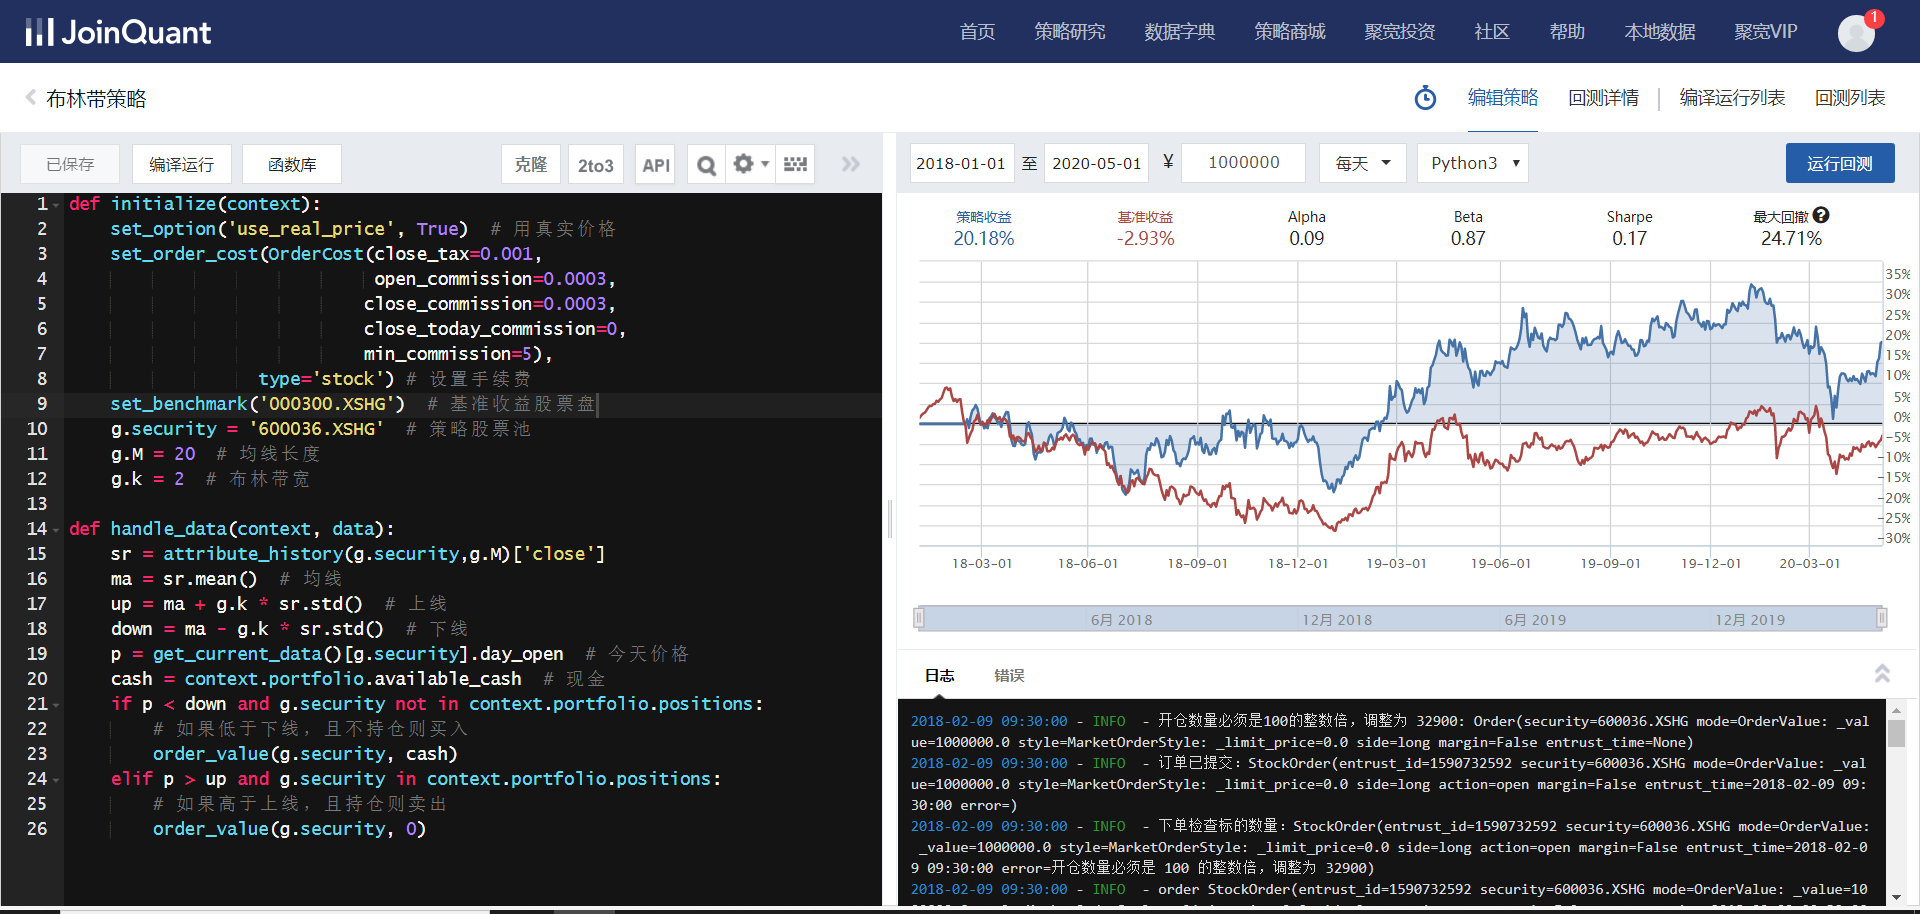 JoinQuant
首页 策略研究 数据字典 策略商城 聚宽投资 社区 帮助 本地数据 聚宽VIP 1
布林带策略
编辑策略 回测详情 编译运行列表 回测列表
已保存 编译运行 函数库 克隆 2to3 API
1 def initialize(context):
2 set_option('use_real_price', True) # 用真实价格
3 set_order_cost(OrderCost(close_tax=0.001,
4 open_commission=0.0003,
5 close_commission=0.0003,
6 close_today_commission=0,
7 min_commission=5),
8 type='stock') # 设置手续费
9 set_benchmark('000300.XSHG') # 基准收益股票盘
10 g.security = '600036.XSHG' # 策略股票池
11 g.M = 20 # 均线长度
12 g.k = 2 # 布林带宽
13
14 def handle_data(context, data):
15 sr = attribute_history(g.security,g.M)['close']
16 ma = sr.mean() # 均线
17 up = ma + g.k * sr.std() # 上线
18 down = ma - g.k * sr.std() # 下线
19 p = get_current_data()[g.security].day_open # 今天价格
20 cash = context.portfolio.available_cash # 现金
21 if p < down and g.security not in context.portfolio.positions:
22 # 如果低于下线，且不持仓则买入
23 order_value(g.security, cash)
24 elif p > up and g.security in context.portfolio.positions:
25 # 如果高于上线，且持仓则卖出
26 order_value(g.security, 0)
2018-01-01 至 2020-05-01 ¥ 1000000 每天 Python3 运行回测
策略收益 基准收益 Alpha Beta Sharpe 最大回撤
20.18% -2.93% 0.09 0.87 0.17 24.71%
35%
30%
25%
20%
15%
10%
5%
0%
-5%
-10%
-15%
-20%
-25%
-30%
18-03-01 18-06-01 18-09-01 18-12-01 19-03-01 19-06-01 19-09-01 19-12-01 20-03-01
6月 2018 12月 2018 6月 2019 12月 2019
日志 错误
2018-02-09 09:30:00 - INFO - 开仓数量必须是100的整数倍，调整为 32900: Order(security=600036.XSHG mode=OrderValue: _val
ue=1000000.0 style=MarketOrderStyle: _limit_price=0.0 side=long margin=False entrust_time=None)
2018-02-09 09:30:00 - INFO - 订单已提交：StockOrder(entrust_id=1590732592 security=600036.XSHG mode=OrderValue: _val
ue=1000000.0 style=MarketOrderStyle: _limit_price=0.0 side=long action=open margin=False entrust_time=2018-02-09 09:
30:00 error=)
2018-02-09 09:30:00 - INFO - 下单检查标的数量：StockOrder(entrust_id=1590732592 security=600036.XSHG mode=OrderValue:
_value=1000000.0 style=MarketOrderStyle: _limit_price=0.0 side=long action=open margin=False entrust_time=2018-02-0
9 09:30:00 error=开仓数量必须是 100 的整数倍，调整为 32900)
2018-02-09 09:30:00 - INFO - order StockOrder(entrust_id=1590732592 security=600036.XSHG mode=OrderValue: _value=10